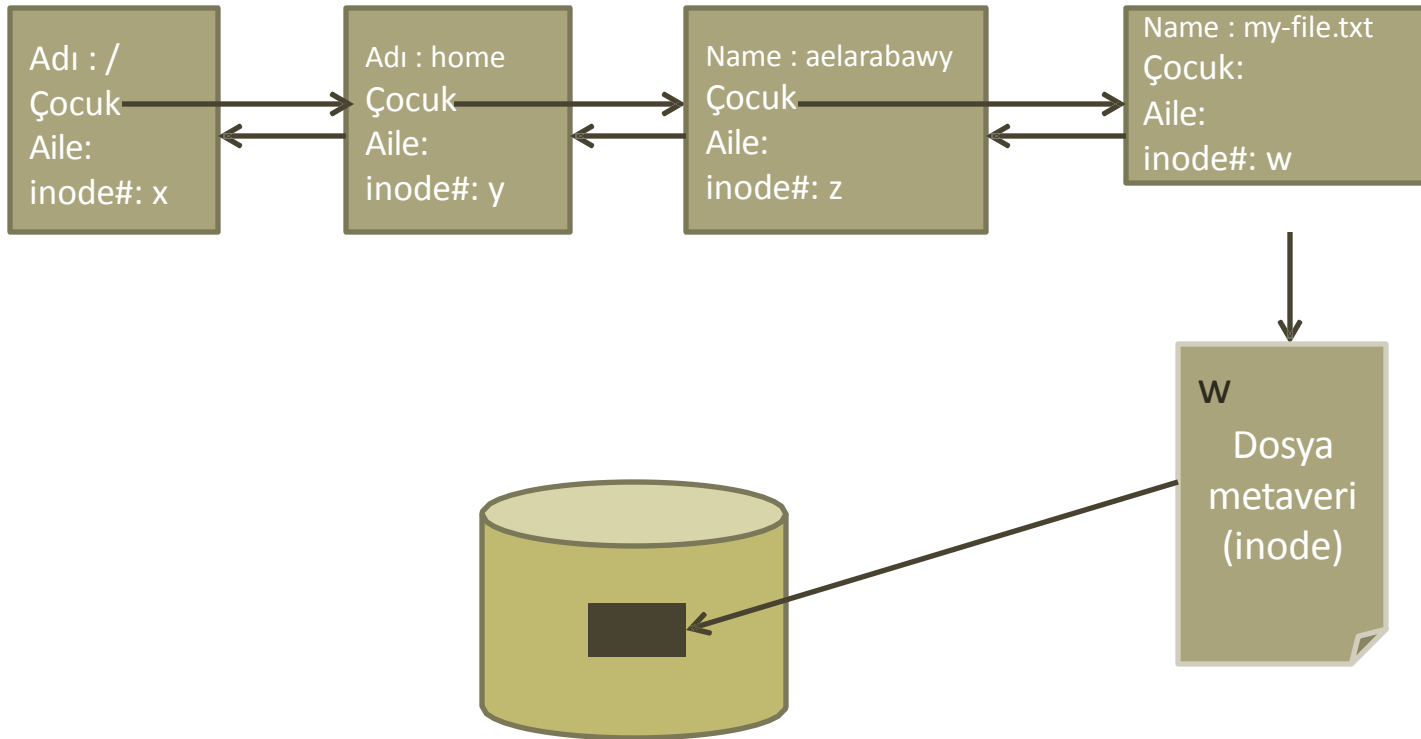 Adı : /
Çocuk
Aile:
inode#: x
Adı : home
Çocuk
Aile:
inode#: y
Name : aelarabawy
Çocuk
Aile:
inode#: z
Name : my-file.txt
Çocuk:
Aile:
inode#: w
w
Dosya
metaveri
(inode)